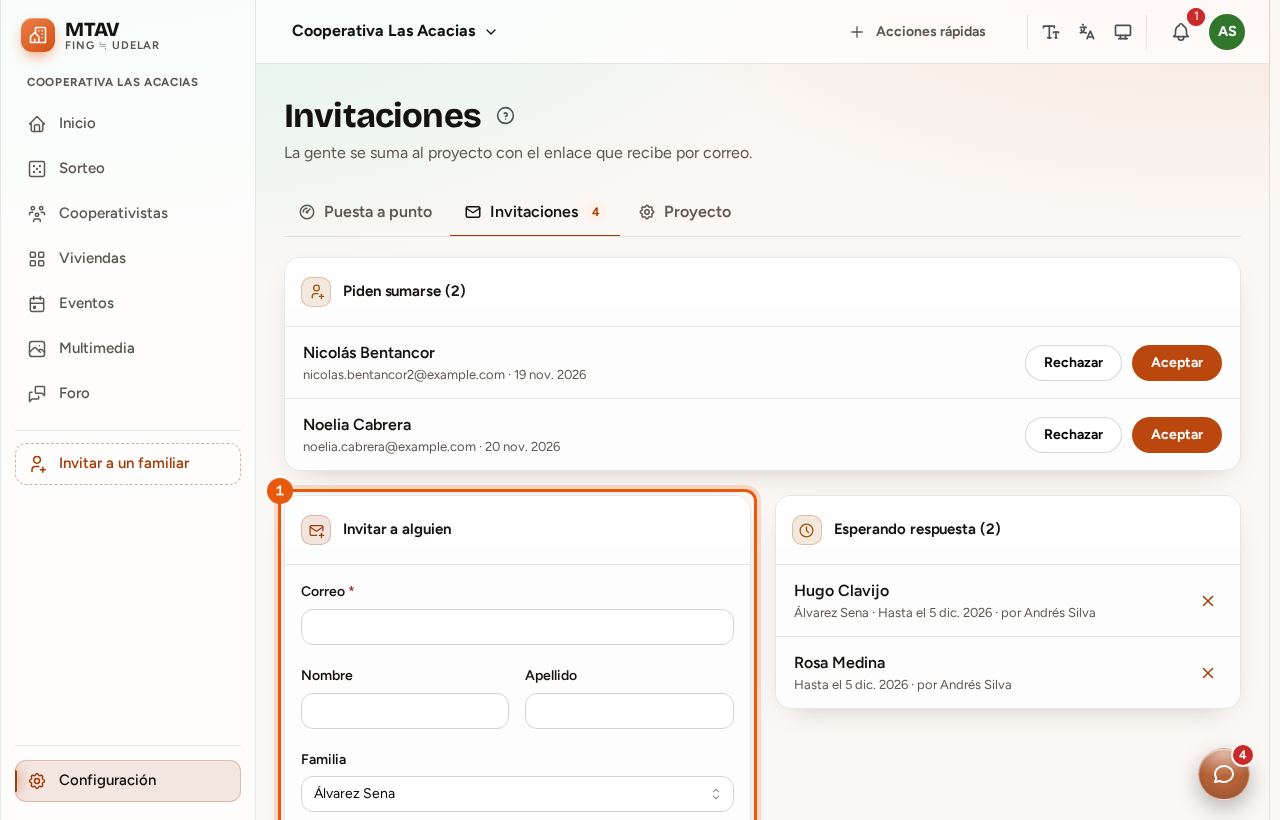 MTAV
FING ≒ UDELAR
COOPERATIVA LAS ACACIAS
Inicio
Sorteo
Cooperativistas
Viviendas
Eventos
Multimedia
Foro
Invitar a un familiar
Configuración
Cooperativa Las Acacias
Acciones rápidas
1
AS
Invitaciones
La gente se suma al proyecto con el enlace que recibe por correo.
Puesta a punto
Invitaciones 4
Proyecto
Piden sumarse (2)
Nicolás Bentancor
nicolas.bentancor2@example.com · 19 nov. 2026
Rechazar
Aceptar
Noelia Cabrera
noelia.cabrera@example.com · 20 nov. 2026
Rechazar
Aceptar
1
Invitar a alguien
Correo *
Nombre
Apellido
Familia
Álvarez Sena
Esperando respuesta (2)
Hugo Clavijo
Álvarez Sena · Hasta el 5 dic. 2026 · por Andrés Silva
Rosa Medina
Hasta el 5 dic. 2026 · por Andrés Silva
4